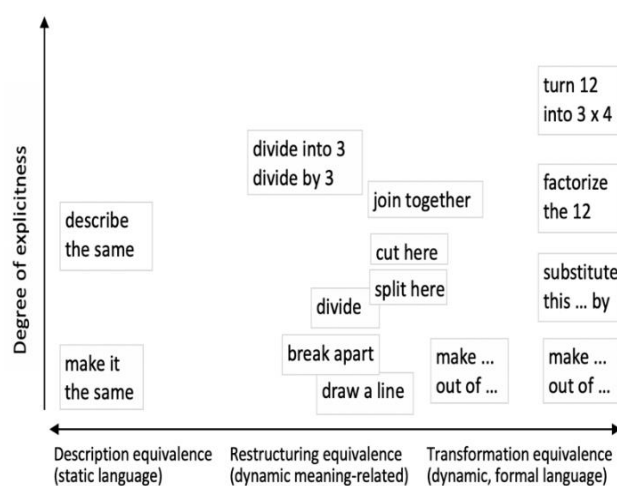 Degree of explicitness
turn 12
into 3 x 4
divide into 3
divide by 3
factorize
the 12
join together
describe
the same
cut here
split here
substitute
this ... by
divide
break apart
draw a line
make it
the same
make ...
out of ...
make ...
out of ...
Description equivalence
(static language)
Restructuring equivalence
(dynamic meaning-related)
Transformation equivalence
(dynamic, formal language)